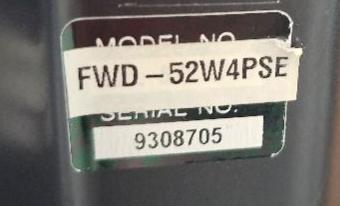 MODEL NO.
FWD-52W4PSE
SERIAL NO.
9308705